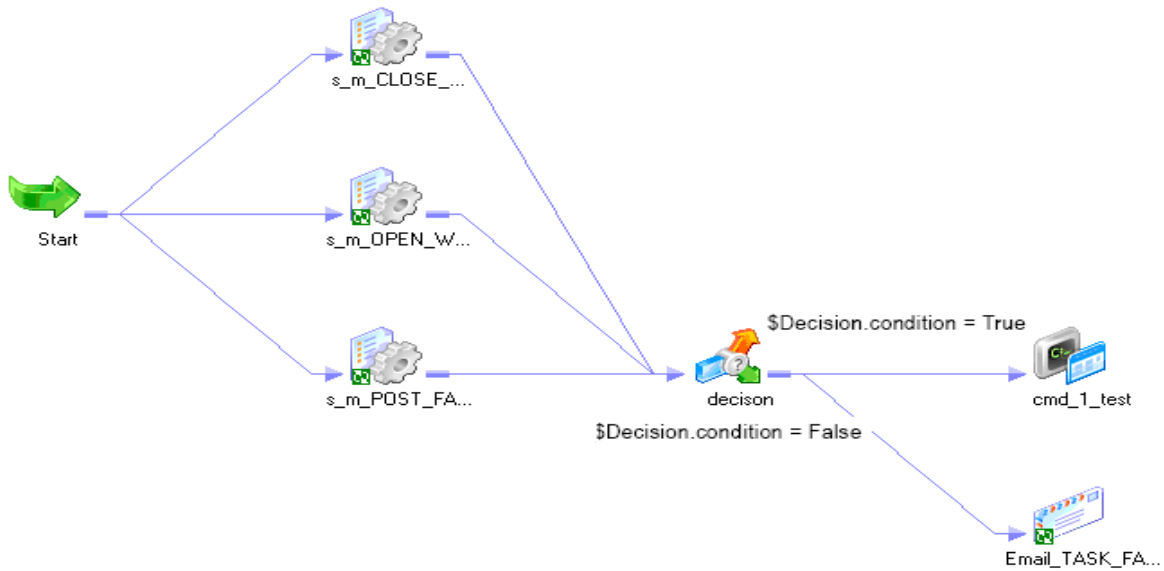 s_m_CLOSE_...
Start
s_m_OPEN_W...
$Decision.condition = True
s_m_POST_FA...
decison
cmd_1_test
$Decision.condition = False
Email_TASK_FA...